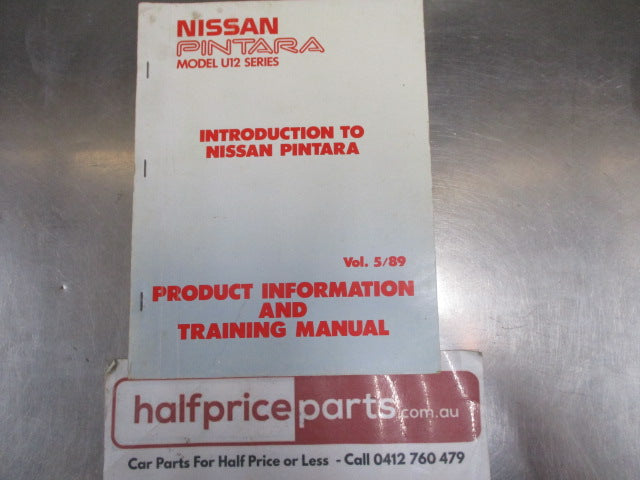 NISSAN
PINTARA
MODEL U12 SERIES
INTRODUCTION TO
NISSAN PINTARA
Vol. 5/89
PRODUCT INFORMATION
AND
TRAINING MANUAL
halfpriceparts.com.au
Car Parts For Half Price or Less - Call 0412 760 479